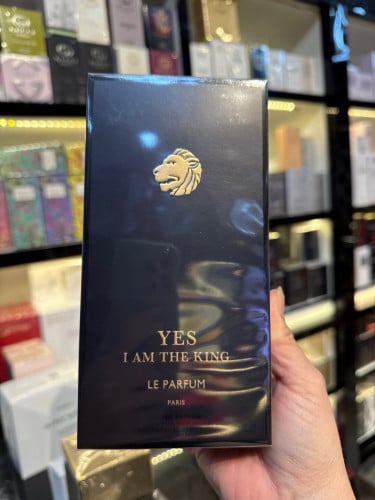 YES
I AM THE KING
LE PARFUM
PARIS